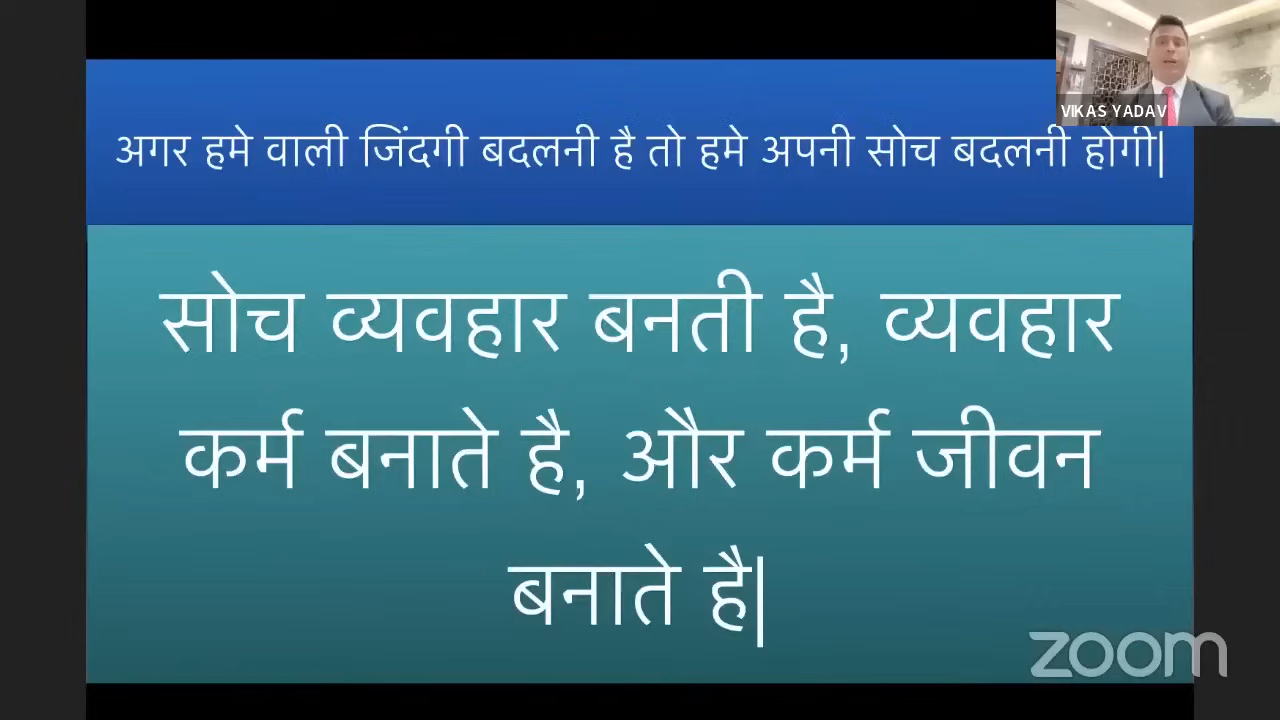 VIKAS YADAV
अगर हमे वाली जिंदगी बदलनी है तो हमे अपनी सोच बदलनी होगी|
सोच व्यवहार बनती है, व्यवहार
कर्म बनाते है, और कर्म जीवन
बनाते है|
zoom